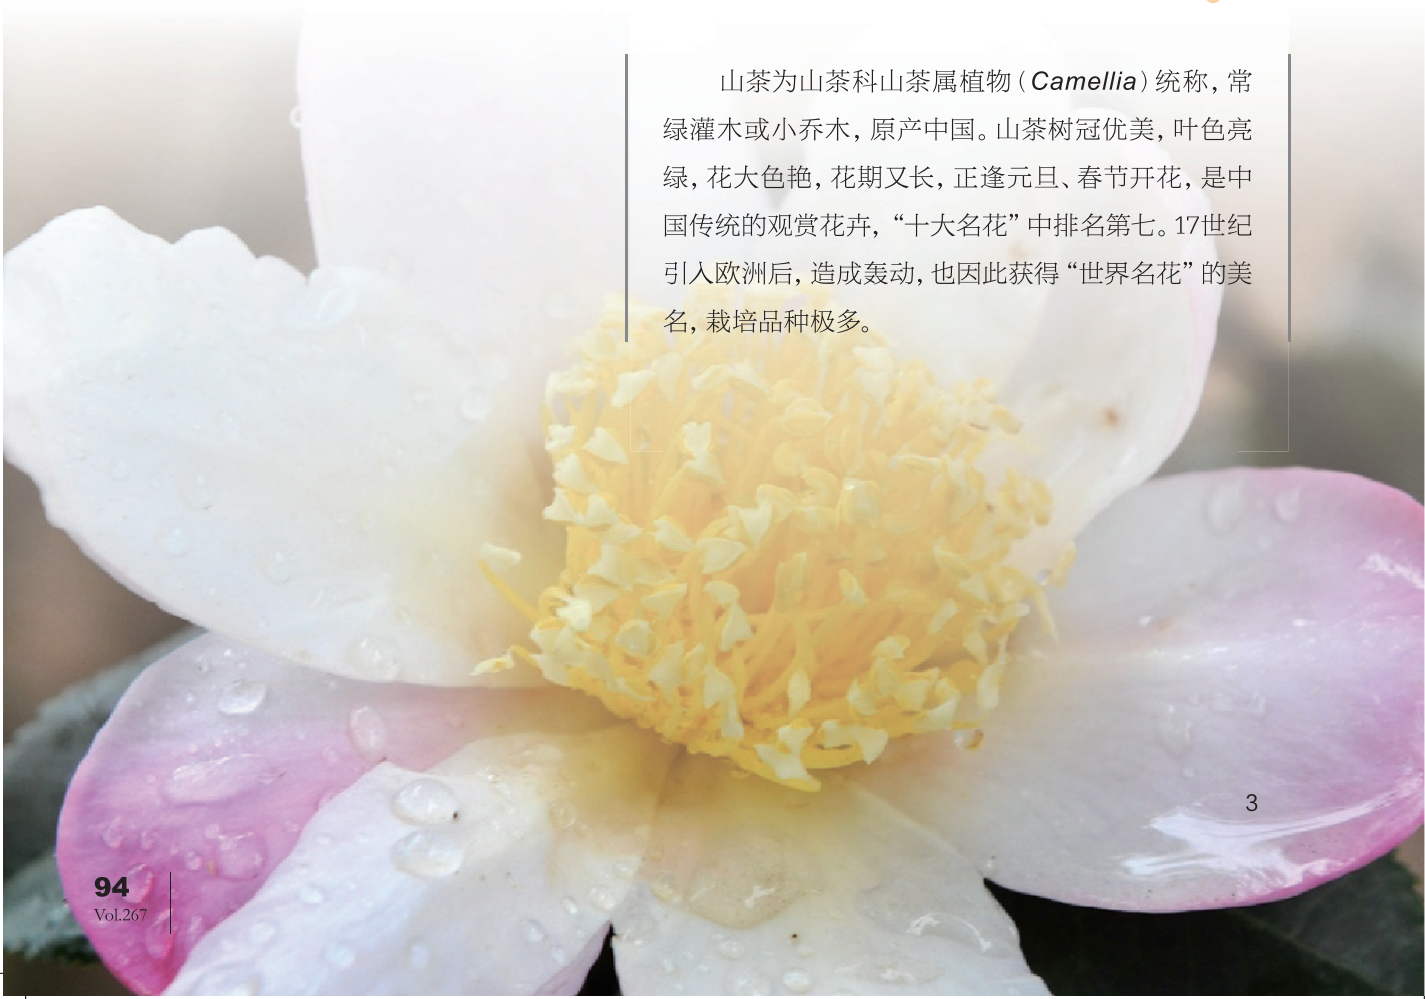 山茶为山茶科山茶属植物（Camellia）统称，常
绿灌木或小乔木，原产中国。山茶树冠优美，叶色亮
绿，花大色艳，花期又长，正逢元旦、春节开花，是中
国传统的观赏花卉，“十大名花”中排名第七。17世纪
引入欧洲后，造成轰动，也因此获得“世界名花”的美
名，栽培品种极多。
3
94
Vol.267